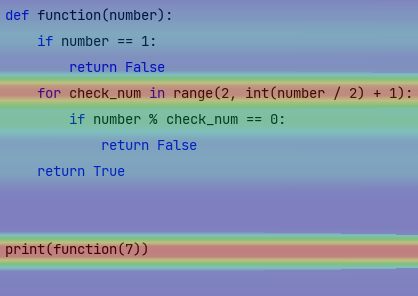 def function(number):
    if number == 1:
        return False
    for check_num in range(2, int(number / 2) + 1):
        if number % check_num == 0:
            return False
    return True
print(function(7))